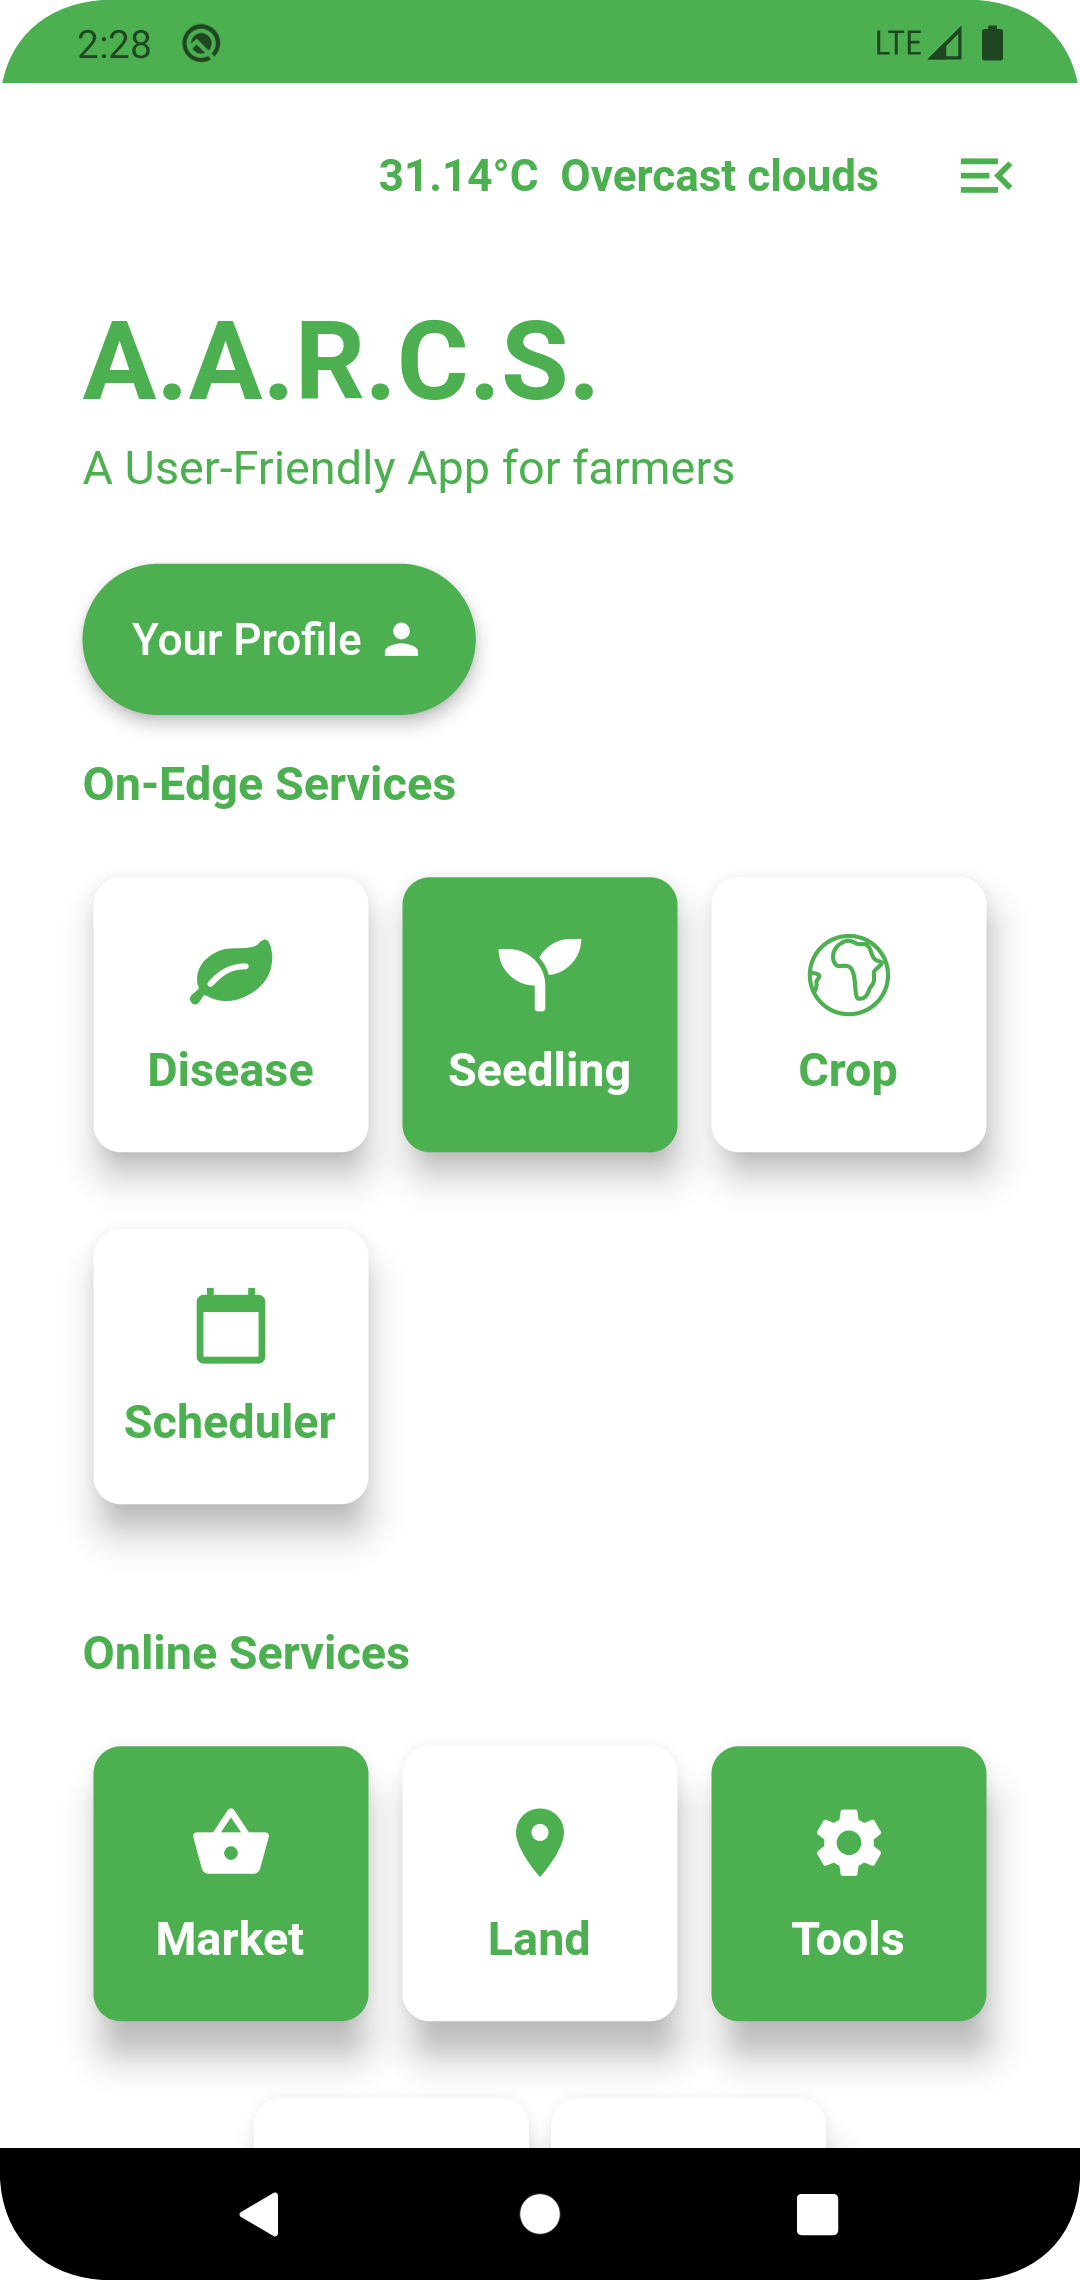 2:28
LTE
31.14°C Overcast clouds
A.A.R.C.S.
A User-Friendly App for farmers
Your Profile
On-Edge Services
Disease
Seedling
Crop
Scheduler
Online Services
Market
Land
Tools